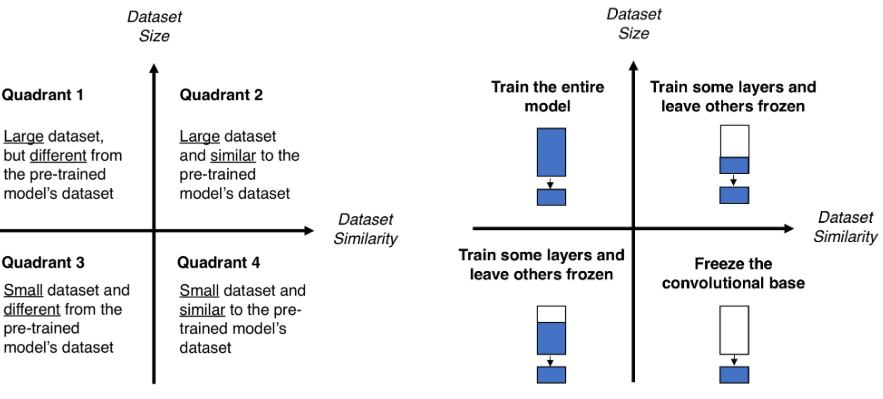 Dataset
Size
Quadrant 1
Large dataset,
but different from
the pre-trained
model's dataset
Quadrant 2
Large dataset
and similar to the
pre-trained
model's dataset
Dataset
Similarity
Quadrant 3
Small dataset and
different from the
pre-trained
model's dataset
Quadrant 4
Small dataset and
similar to the pre-
trained model's
dataset
Dataset
Size
Train the entire
model
Train some layers and
leave others frozen
Dataset
Similarity
Train some layers and
leave others frozen
Freeze the
convolutional base